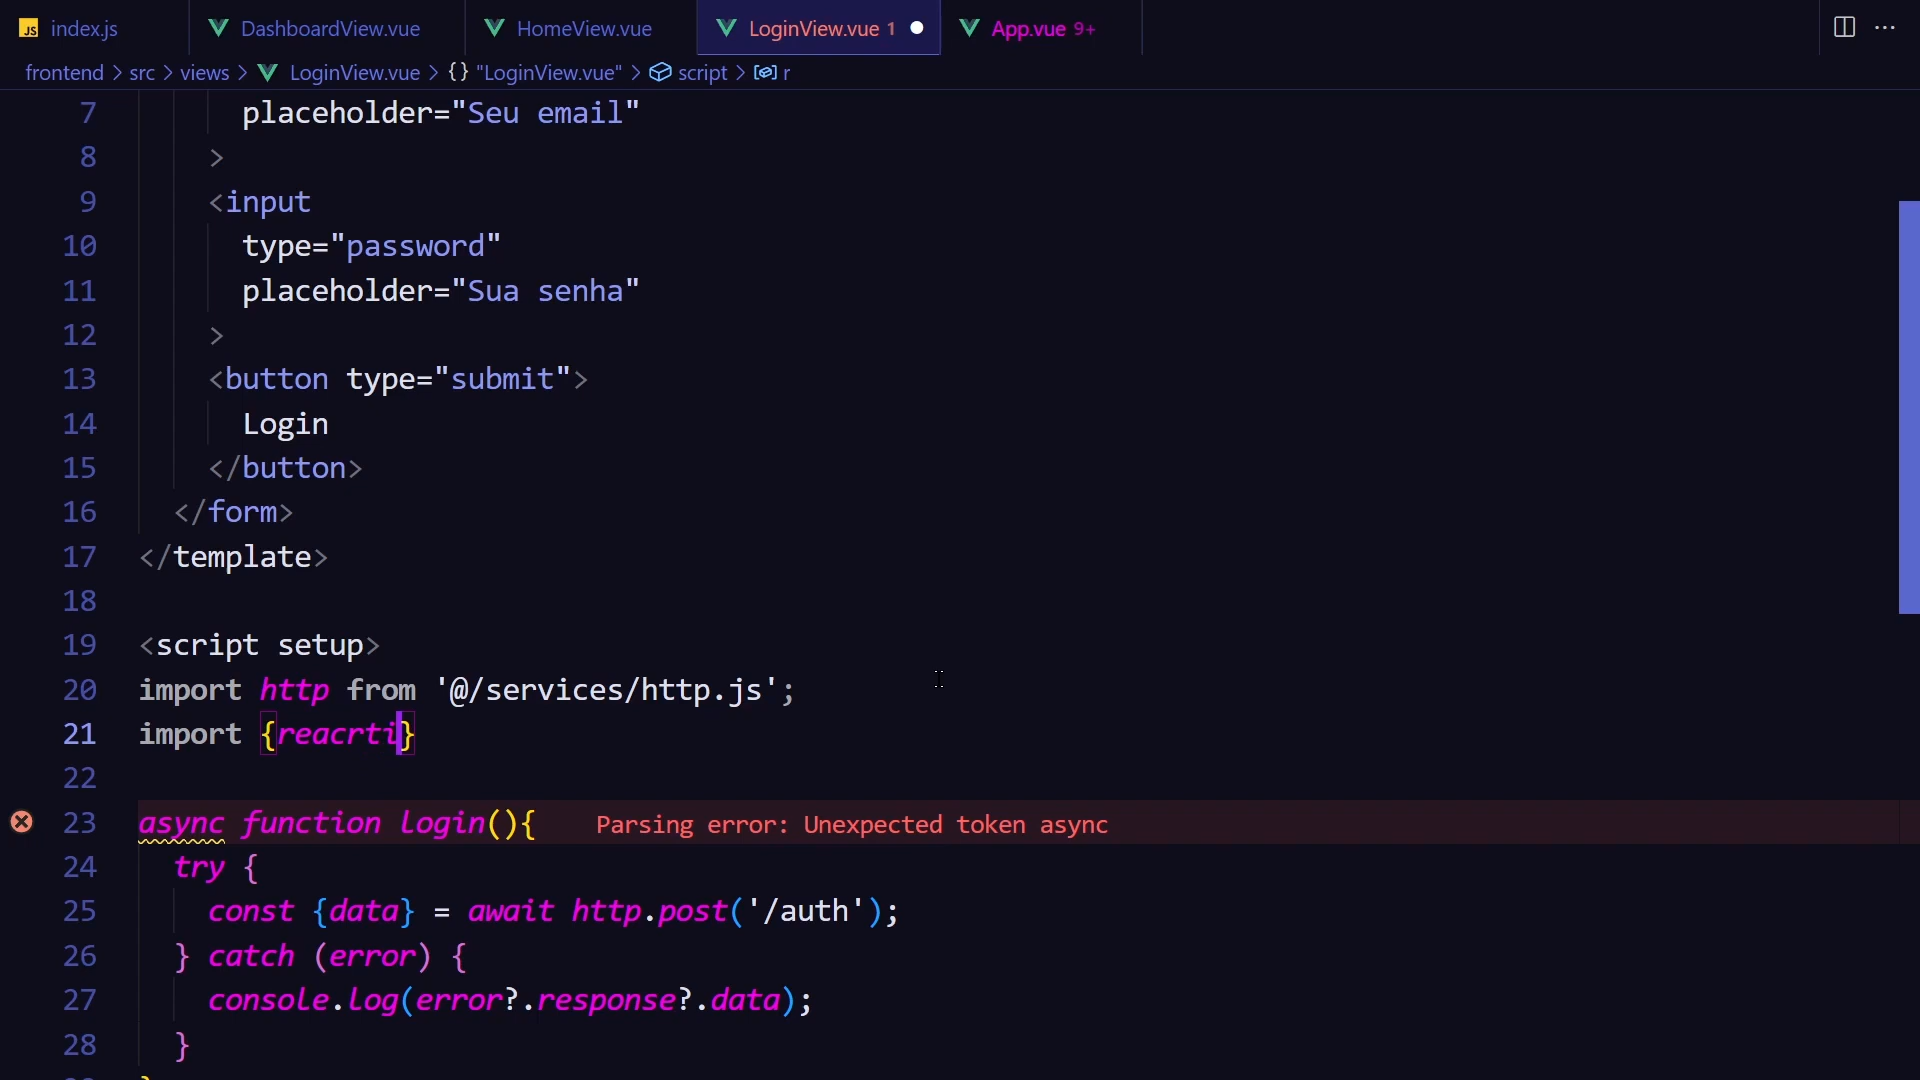 JS index.js DashboardView.vue HomeView.vue LoginView.vue 1 App.vue 9+ ...
frontend > src > views > LoginView.vue > {} "LoginView.vue" > script > r
7 placeholder="Seu email"
8 >
9 <input
10 type="password"
11 placeholder="Sua senha"
12 >
13 <button type="submit">
14 Login
15 </button>
16 </form>
17 </template>
18
19 <script setup>
20 import http from '@/services/http.js';
21 import {reacrti}
22
23 async function login(){ Parsing error: Unexpected token async
24 try {
25 const {data} = await http.post('/auth');
26 } catch (error) {
27 console.log(error?.response?.data);
28 }